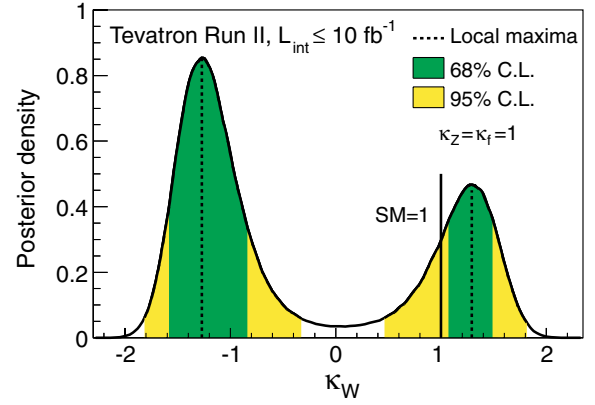 Tevatron Run II, L_int ≤ 10 fb⁻¹
Local maxima
68% C.L.
95% C.L.
κ_Z=κ_f=1
SM=1
Posterior density
1
0.8
0.6
0.4
0.2
0
-2 -1 0 1 2
κ_W